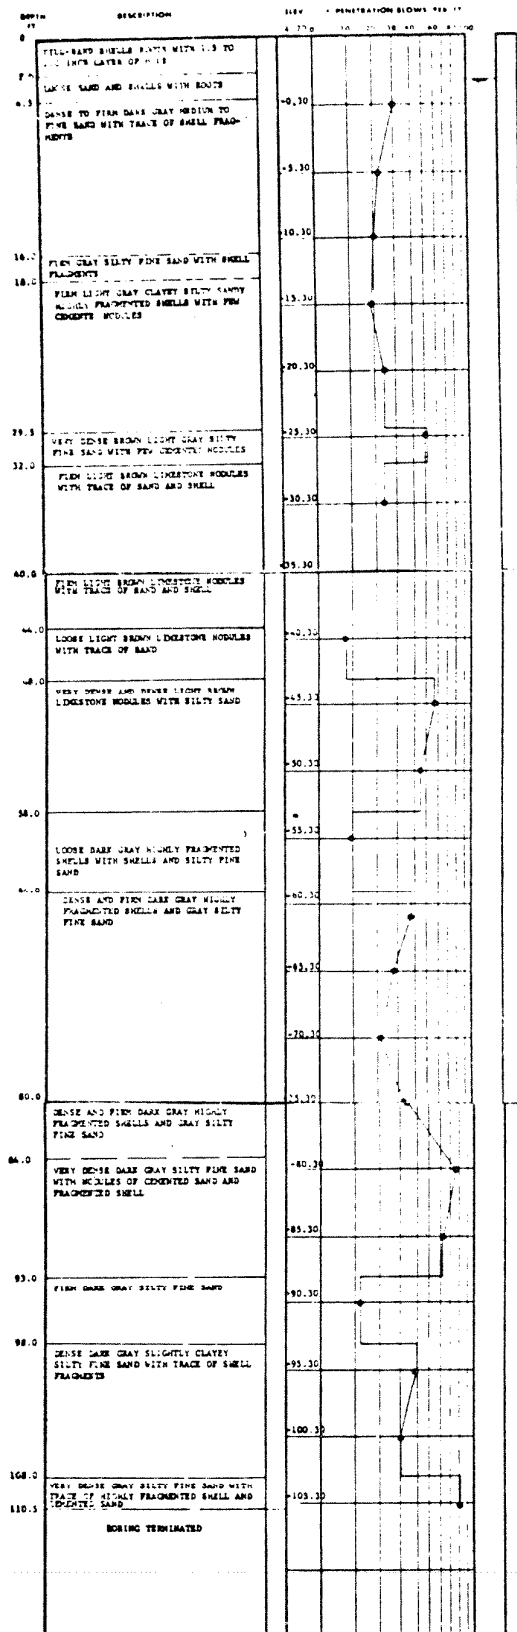 DEPTH FT DESCRIPTION ELEV PENETRATION BLOWS PER FT
0
FILL-SAND SHELLS ROOTS WITH TO
INCH LAYER OF
LOOSE SAND AND SHELLS WITH ROOTS
DENSE TO FIRM DARK GRAY MEDIUM TO
FINE SAND WITH TRACE OF SHELL FRAG-
MENTS
-0.30
-5.30
-10.30
16.0
FIRM GRAY SILTY FINE SAND WITH SHELL
FRAGMENTS
18.0
FIRM LIGHT GRAY CLAYEY SILTY SANDY
HIGHLY FRAGMENTED SHELLS WITH FEW
CEMENTED NODULES
-15.30
-20.30
29.5
-25.30
VERY DENSE BROWN LIGHT GRAY SILTY
FINE SAND WITH FEW CEMENTED NODULES
32.0
FIRM LIGHT BROWN LIMESTONE NODULES
WITH TRACE OF SAND AND SHELL
-30.30
-35.30
40.0
FIRM LIGHT BROWN LIMESTONE NODULES
WITH TRACE OF SAND AND SHELL
44.0
LOOSE LIGHT BROWN LIMESTONE NODULES
WITH TRACE OF SAND
-40.30
48.0
VERY DENSE AND DENSE LIGHT BROWN
LIMESTONE NODULES WITH SILTY SAND
-45.30
-50.30
58.0
-55.30
LOOSE DARK GRAY HIGHLY FRAGMENTED
SHELLS WITH SHELLS AND SILTY FINE
SAND
64.0
-60.30
DENSE AND FIRM DARK GRAY HIGHLY
FRAGMENTED SHELLS AND GRAY SILTY
FINE SAND
-65.30
-70.30
80.0
-75.30
DENSE AND FIRM DARK GRAY HIGHLY
FRAGMENTED SHELLS AND GRAY SILTY
FINE SAND
84.0
-80.30
VERY DENSE DARK GRAY SILTY FINE SAND
WITH NODULES OF CEMENTED SAND AND
FRAGMENTED SHELL
-85.30
93.0
FIRM DARK GRAY SILTY FINE SAND
-90.30
98.0
DENSE DARK GRAY SLIGHTLY CLAYEY
SILTY FINE SAND WITH TRACE OF SHELL
FRAGMENTS
-95.30
-100.30
108.0
VERY DENSE GRAY SILTY FINE SAND WITH
TRACE OF HIGHLY FRAGMENTED SHELL AND
CEMENTED SAND
-105.30
110.5
BORING TERMINATED